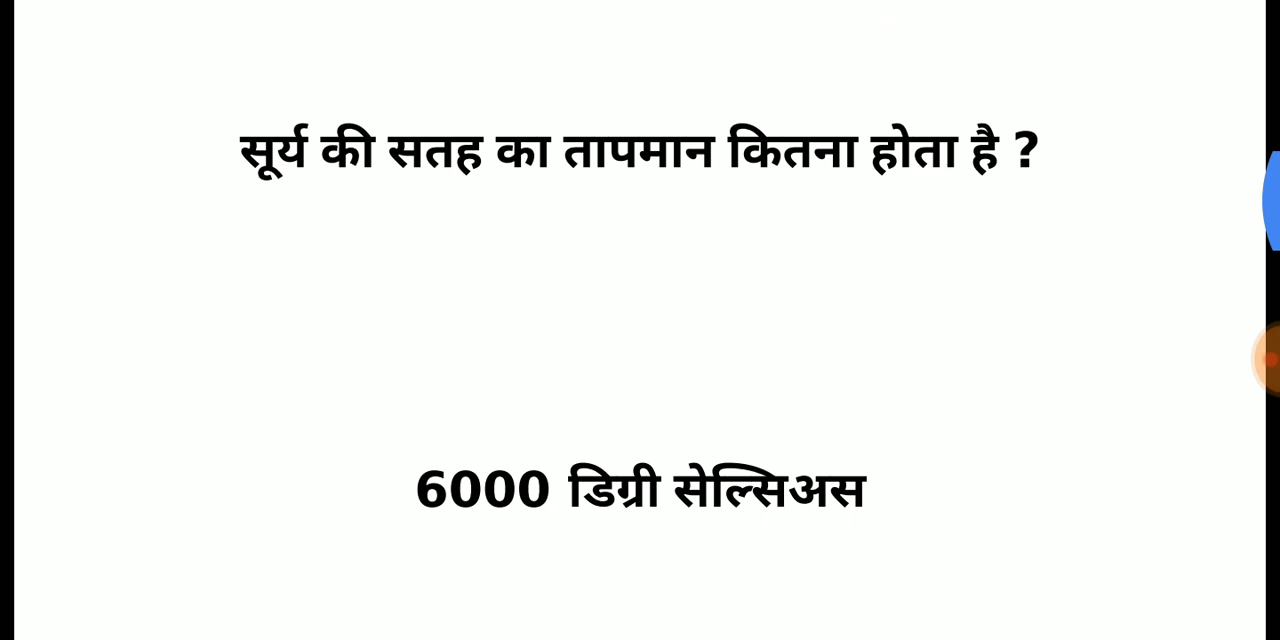 सूर्य की सतह का तापमान कितना होता है ?
6000 डिग्री सेल्सिअस